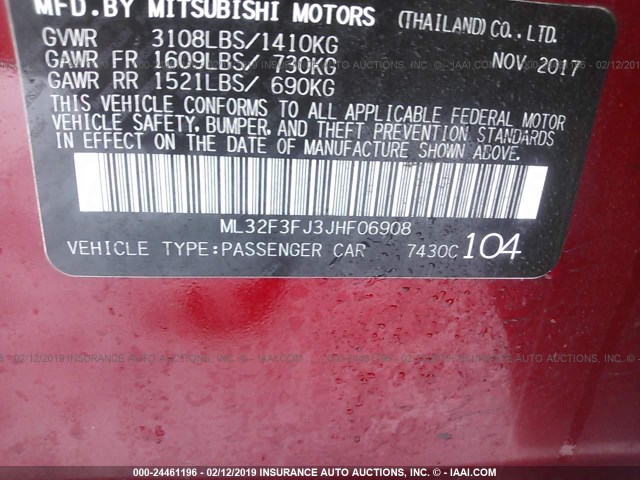 MFD.BY MITSUBISHI MOTORS (THAILAND)CO.,LTD.
GVWR 3108LBS/1410KG
GAWR FR 1609LBS/ 730KG NOV.2017
GAWR RR 1521LBS/ 690KG
THIS VEHICLE CONFORMS TO ALL APPLICABLE FEDERAL MOTOR
VEHICLE SAFETY, BUMPER, AND THEFT PREVENTION STANDARDS
IN EFFECT ON THE DATE OF MANUFACTURE SHOWN ABOVE.
ML32F3FJ3JHF06908
VEHICLE TYPE:PASSENGER CAR 7430C 104
000-24461196 - 02/12/2019 INSURANCE AUTO AUCTIONS, INC. - © IAAI.COM